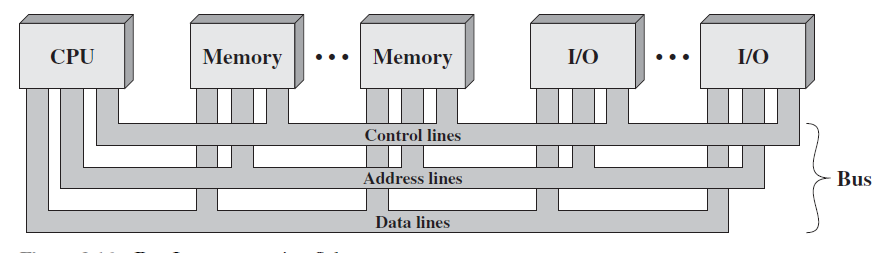 CPU
Memory
Memory
I/O
I/O
Control lines
Address lines
Bus
Data lines